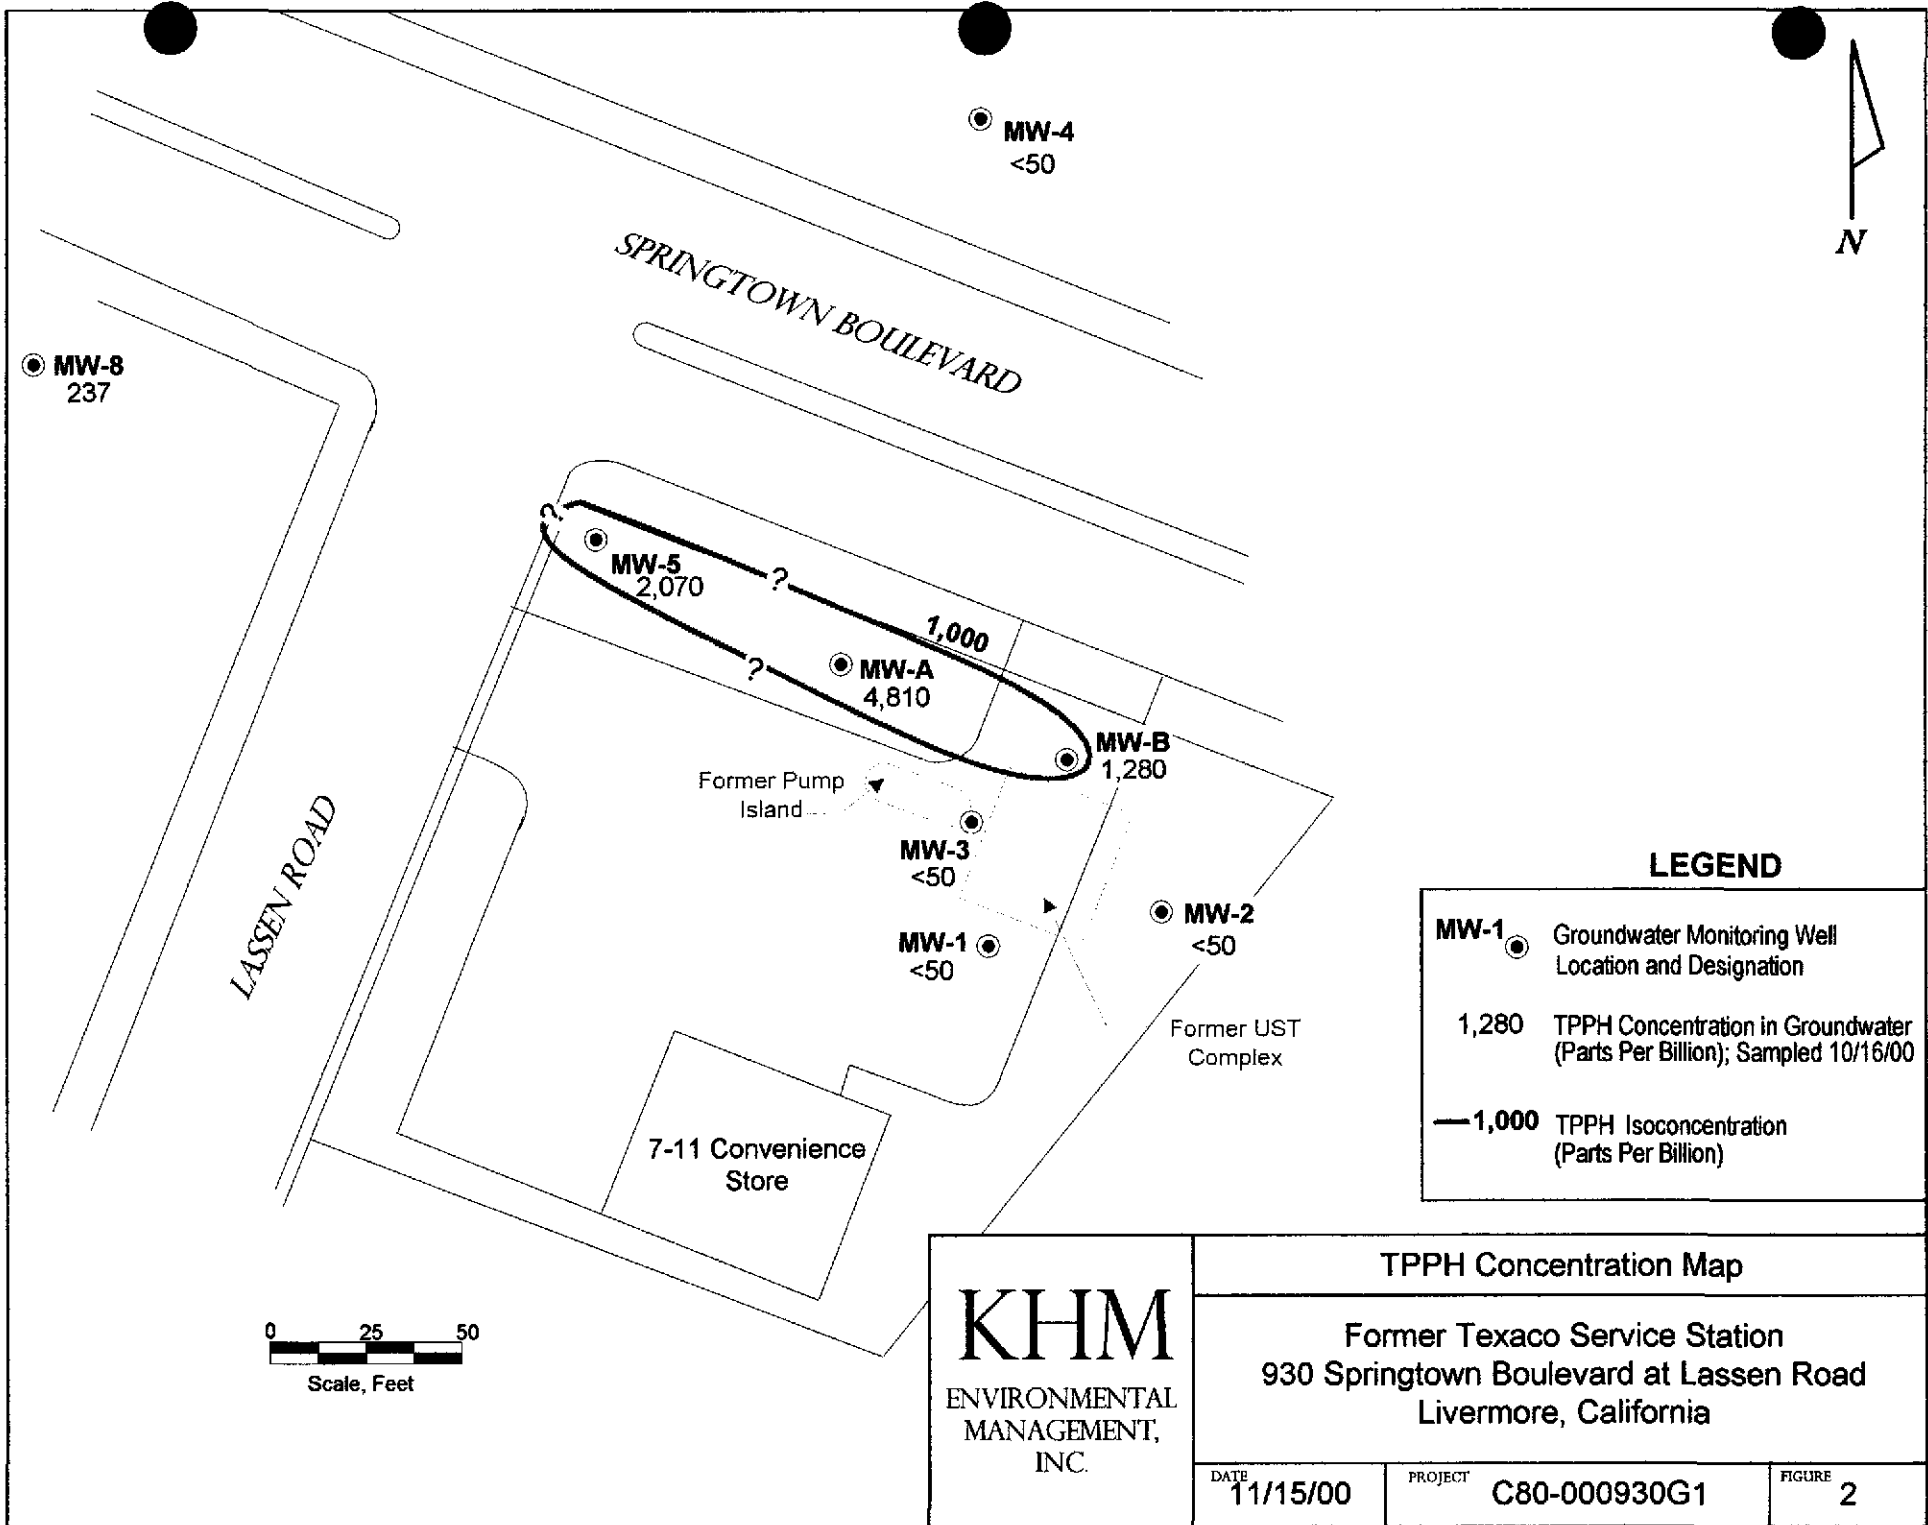 MW-4
<50
N
SPRINGTOWN BOULEVARD
MW-8
237
?
MW-5
2,070
?
1,000
?
MW-A
4,810
MW-B
1,280
Former Pump
Island
MW-3
<50
LASSEN ROAD
MW-2
<50
MW-1
<50
Former UST
Complex
7-11 Convenience
Store
0 25 50
Scale, Feet
LEGEND
MW-1 Groundwater Monitoring Well
Location and Designation
1,280 TPPH Concentration in Groundwater
(Parts Per Billion); Sampled 10/16/00
1,000 TPPH Isoconcentration
(Parts Per Billion)
KHM
ENVIRONMENTAL
MANAGEMENT,
INC.
TPPH Concentration Map
Former Texaco Service Station
930 Springtown Boulevard at Lassen Road
Livermore, California
DATE 11/15/00
PROJECT C80-000930G1
FIGURE 2